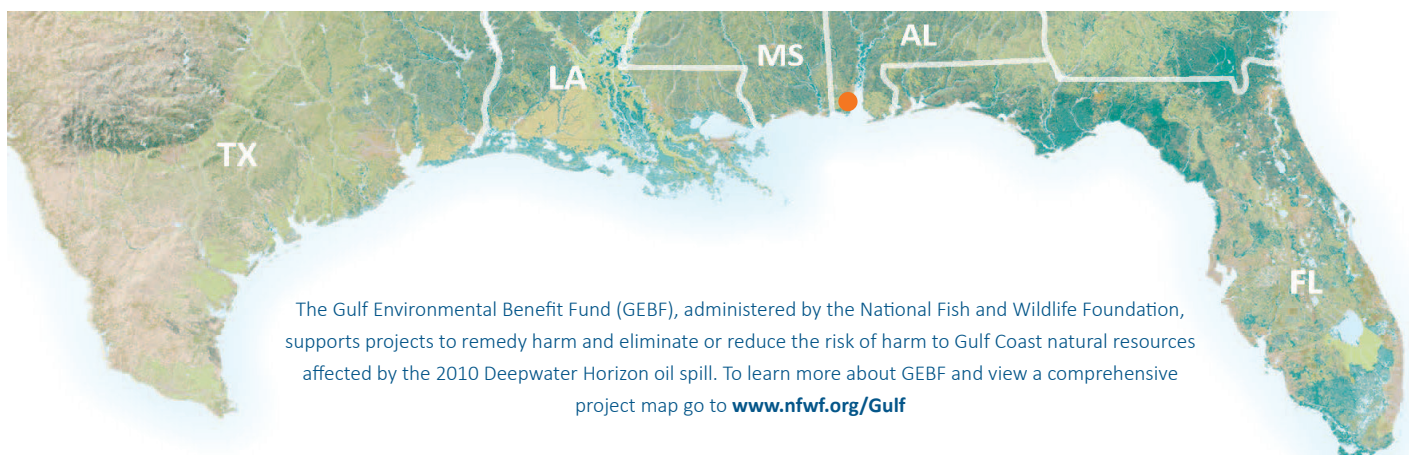 AL
MS
LA
TX
FL
The Gulf Environmental Benefit Fund (GEBF), administered by the National Fish and Wildlife Foundation,
supports projects to remedy harm and eliminate or reduce the risk of harm to Gulf Coast natural resources
affected by the 2010 Deepwater Horizon oil spill. To learn more about GEBF and view a comprehensive
project map go to www.nfwf.org/Gulf